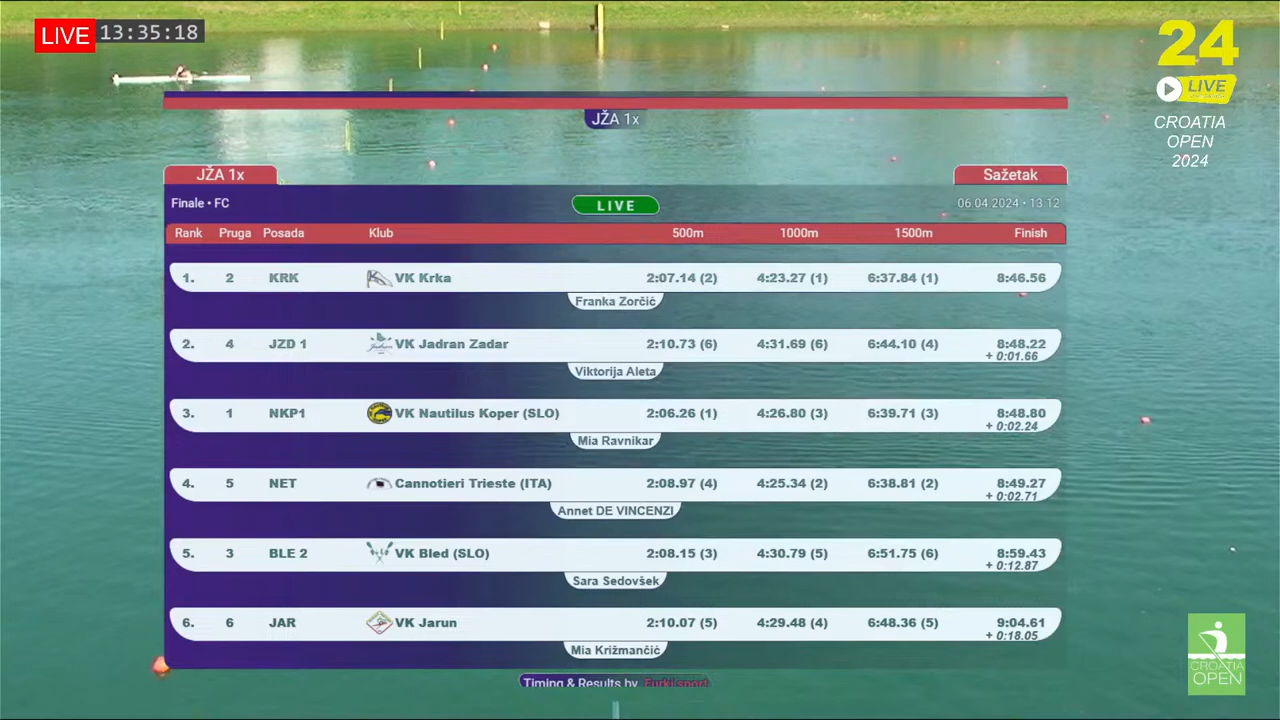 LIVE 13:35:18
24
LIVE
CROATIA
OPEN
2024
JŽA 1x
JŽA 1x Sažetak
Finale • FC LIVE 06 04 2024 • 13.12
Rank Pruga Posada Klub 500m 1000m 1500m Finish
1. 2 KRK VK Krka 2:07.14 (2) 4:23.27 (1) 6:37.84 (1) 8:46.56
Franka Zorčić
2. 4 JZD 1 VK Jadran Zadar 2:10.73 (6) 4:31.69 (6) 6:44.10 (4) 8:48.22
+ 0:01.66
Viktorija Aleta
3. 1 NKP1 VK Nautilus Koper (SLO) 2:06.26 (1) 4:26.80 (3) 6:39.71 (3) 8:48.80
+ 0:02.24
Mia Ravnikar
4. 5 NET Cannotieri Trieste (ITA) 2:08.97 (4) 4:25.34 (2) 6:38.81 (2) 8:49.27
+ 0:02.71
Annet DE VINCENZI
5. 3 BLE 2 VK Bled (SLO) 2:08.15 (3) 4:30.79 (5) 6:51.75 (6) 8:59.43
+ 0:12.87
Sara Sedovšek
6. 6 JAR VK Jarun 2:10.07 (5) 4:29.48 (4) 6:48.36 (5) 9:04.61
+ 0:18.05
Mia Križmančić
Timing & Results by Furki sport
CROATIA
OPEN